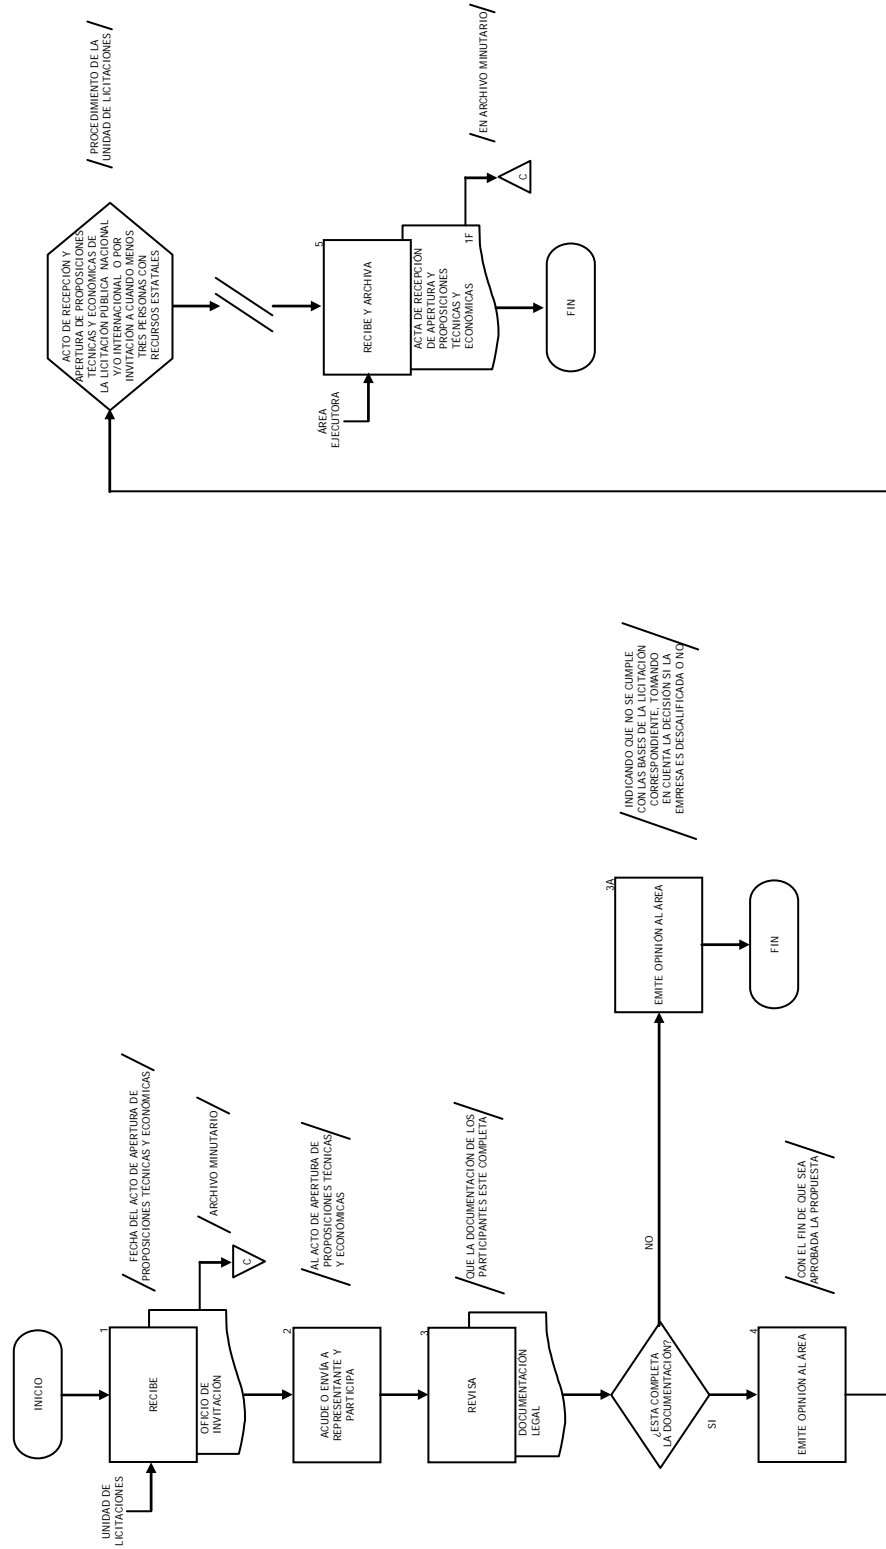 INICIO
UNIDAD DE
LICITACIONES
1
RECIBE
OFICIO DE
INVITACIÓN
FECHA DEL ACTO DE APERTURA DE
PROPOSICIONES TÉCNICAS Y ECONÓMICAS
C
ARCHIVO MINUTARIO
2
ACUDE O ENVÍA A
REPRESENTANTE Y
PARTICIPA
AL ACTO DE APERTURA DE
PROPOSICIONES TÉCNICAS
Y ECONÓMICAS
3
REVISA
DOCUMENTACIÓN
LEGAL
QUE LA DOCUMENTACIÓN DE LOS
PARTICIPANTES ESTE COMPLETA
¿ESTA COMPLETA
LA DOCUMENTACIÓN?
NO
SI
3A
EMITE OPINIÓN AL ÁREA
INDICANDO QUE NO SE CUMPLE
CON LAS BASES DE LA LICITACIÓN
CORRESPONDIENTE, TOMANDO
EN CUENTA LA DECISIÓN SI LA
EMPRESA ES DESCALIFICADA O NO
FIN
4
EMITE OPINIÓN AL ÁREA
CON EL FIN DE QUE SEA
APROBADA LA PROPUESTA
ACTO DE RECEPCIÓN Y
APERTURA DE PROPOSICIONES
TÉCNICAS Y ECONÓMICAS DE
LA LICITACIÓN PÚBLICA NACIONAL
Y/O INTERNACIONAL O POR
INVITACIÓN A CUANDO MENOS
TRES PERSONAS CON
RECURSOS ESTATALES
PROCEDIMIENTO DE LA
UNIDAD DE LICITACIONES
ÁREA
EJECUTORA
5
RECIBE Y ARCHIVA
ACTA DE RECEPCIÓN
DE APERTURA Y
PROPOSICIONES
TÉCNICAS Y
ECONÓMICAS
1F
C
EN ARCHIVO MINUTARIO
FIN